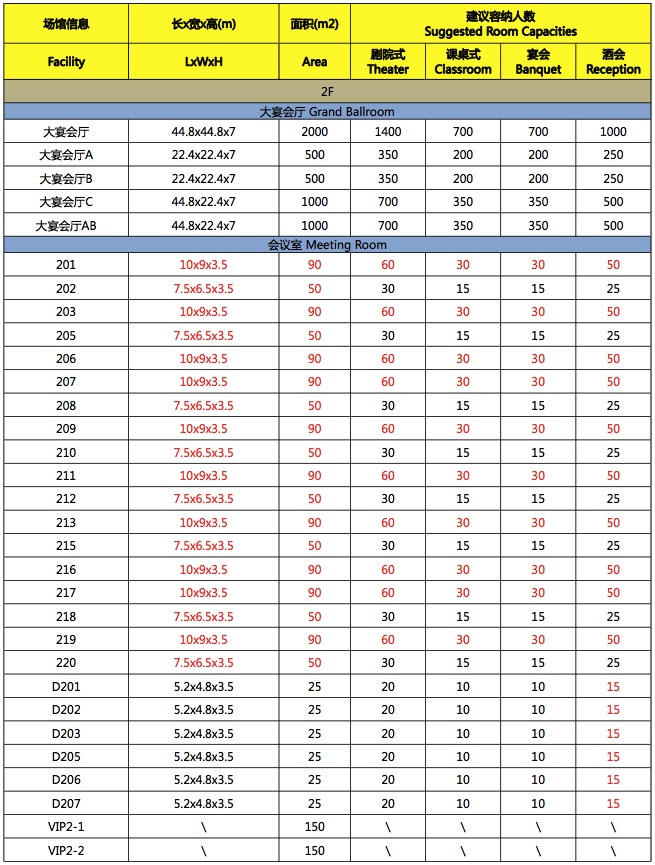 场馆信息 长x宽x高(m) 面积(m2) 建议容纳人数
Suggested Room Capacities
Facility LxWxH Area 剧院式 课桌式 宴会 酒会
Theater Classroom Banquet Reception
2F
大宴会厅 Grand Ballroom
大宴会厅 44.8x44.8x7 2000 1400 700 700 1000
大宴会厅A 22.4x22.4x7 500 350 200 200 250
大宴会厅B 22.4x22.4x7 500 350 200 200 250
大宴会厅C 44.8x22.4x7 1000 700 350 350 500
大宴会厅AB 44.8x22.4x7 1000 700 350 350 500
会议室 Meeting Room
201 10x9x3.5 90 60 30 30 50
202 7.5x6.5x3.5 50 30 15 15 25
203 10x9x3.5 90 60 30 30 50
205 7.5x6.5x3.5 50 30 15 15 25
206 10x9x3.5 90 60 30 30 50
207 10x9x3.5 90 60 30 30 50
208 7.5x6.5x3.5 50 30 15 15 25
209 10x9x3.5 90 60 30 30 50
210 7.5x6.5x3.5 50 30 15 15 25
211 10x9x3.5 90 60 30 30 50
212 7.5x6.5x3.5 50 30 15 15 25
213 10x9x3.5 90 60 30 30 50
215 7.5x6.5x3.5 50 30 15 15 25
216 10x9x3.5 90 60 30 30 50
217 10x9x3.5 90 60 30 30 50
218 7.5x6.5x3.5 50 30 15 15 25
219 10x9x3.5 90 60 30 30 50
220 7.5x6.5x3.5 50 30 15 15 25
D201 5.2x4.8x3.5 25 20 10 10 15
D202 5.2x4.8x3.5 25 20 10 10 15
D203 5.2x4.8x3.5 25 20 10 10 15
D205 5.2x4.8x3.5 25 20 10 10 15
D206 5.2x4.8x3.5 25 20 10 10 15
D207 5.2x4.8x3.5 25 20 10 10 15
VIP2-1 \ 150 \ \ \ \
VIP2-2 \ 150 \ \ \ \